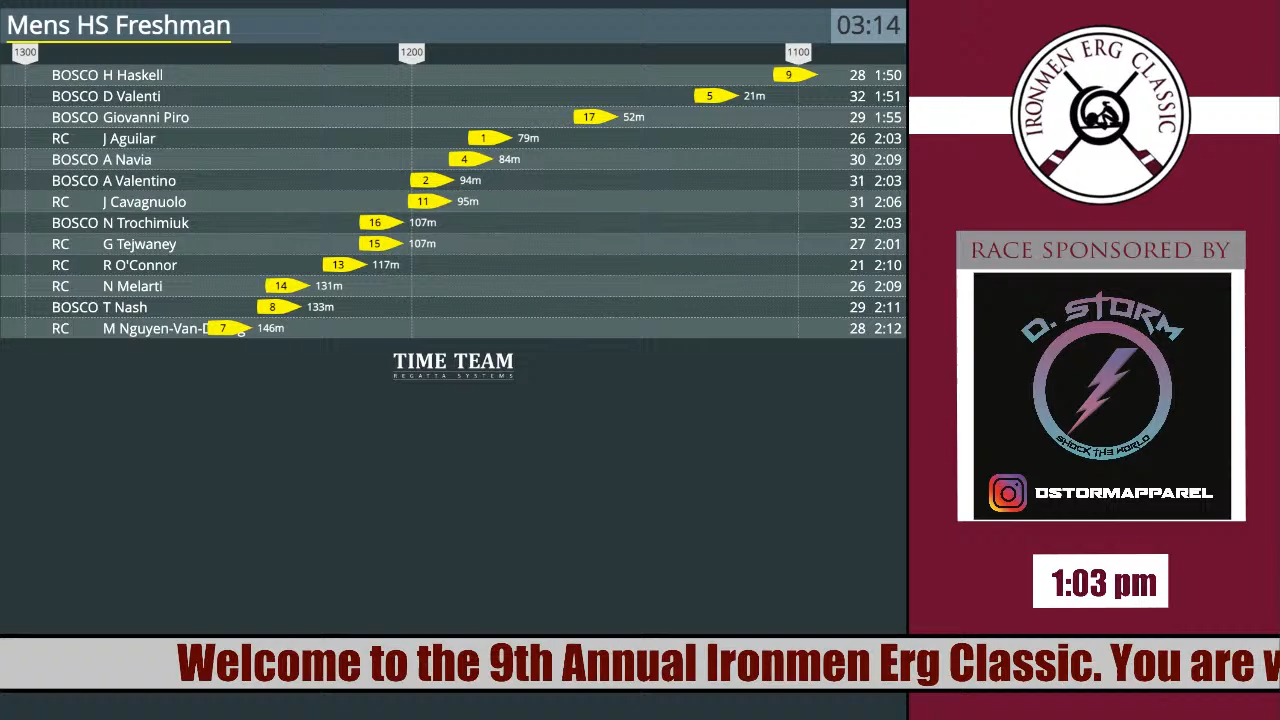 Mens HS Freshman 03:14
1300 1200 1100
BOSCO H Haskell 9 28 1:50
BOSCO D Valenti 5 21m 32 1:51
BOSCO Giovanni Piro 17 52m 29 1:55
RC J Aguilar 1 79m 26 2:03
BOSCO A Navia 4 84m 30 2:09
BOSCO A Valentino 2 94m 31 2:03
RC J Cavagnuolo 11 95m 31 2:06
BOSCO N Trochimiuk 16 107m 32 2:03
RC G Tejwaney 15 107m 27 2:01
RC R O'Connor 13 117m 21 2:10
RC N Melarti 14 131m 26 2:09
BOSCO T Nash 8 133m 29 2:11
RC M Nguyen-Van- 7 146m 28 2:12
TIME TEAM
REGATTA SYSTEMS
IRONMEN ERG CLASSIC
RACE SPONSORED BY
D. STORM
SHOCK THE WORLD
DSTORMAPPAREL
1:03 pm
Welcome to the 9th Annual Ironmen Erg Classic. You are